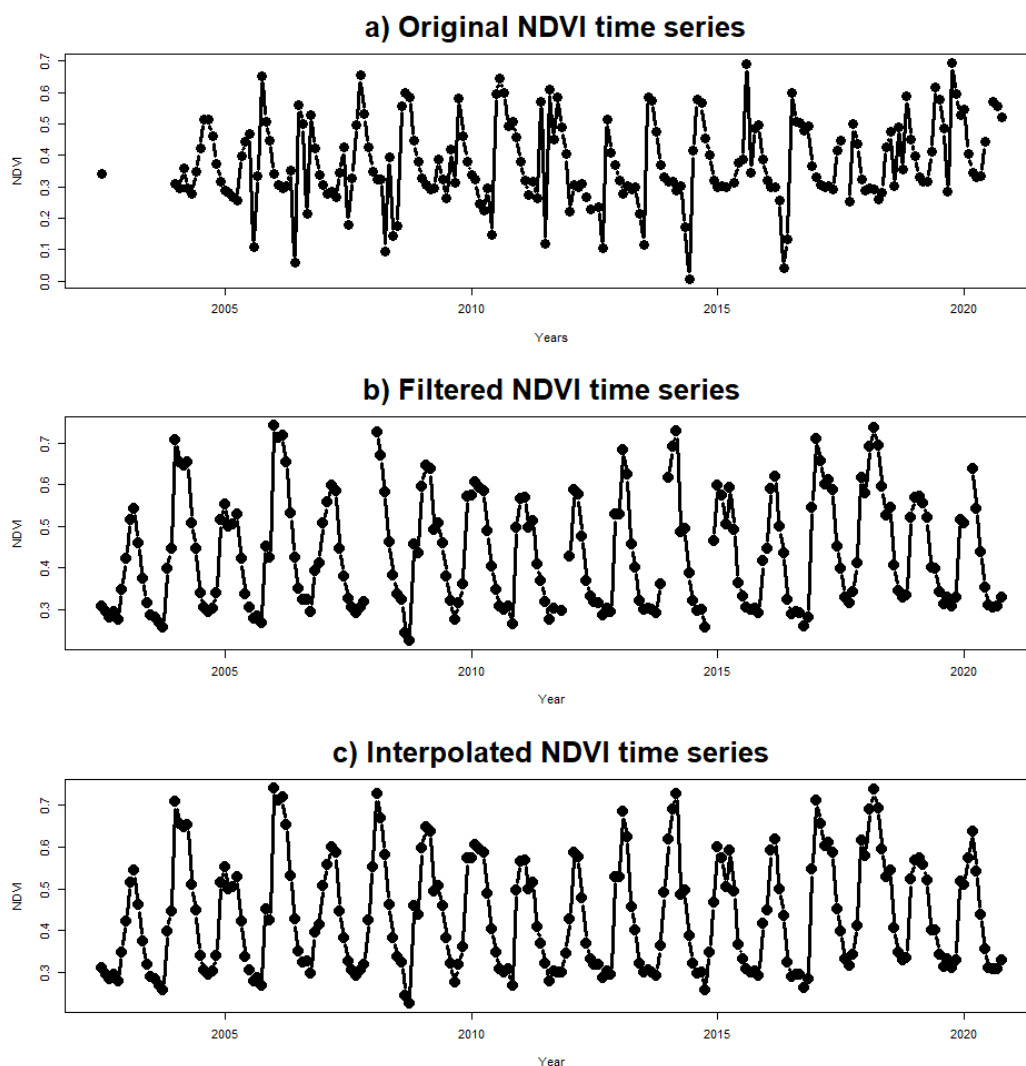 a) Original NDVI time series
NDVI
0.7
0.6
0.5
0.4
0.3
0.2
0.1
0.0
2005 2010 2015 2020
Years
b) Filtered NDVI time series
NDVI
0.7
0.6
0.5
0.4
0.3
2005 2010 2015 2020
Year
c) Interpolated NDVI time series
NDVI
0.7
0.6
0.5
0.4
0.3
2005 2010 2015 2020
Year